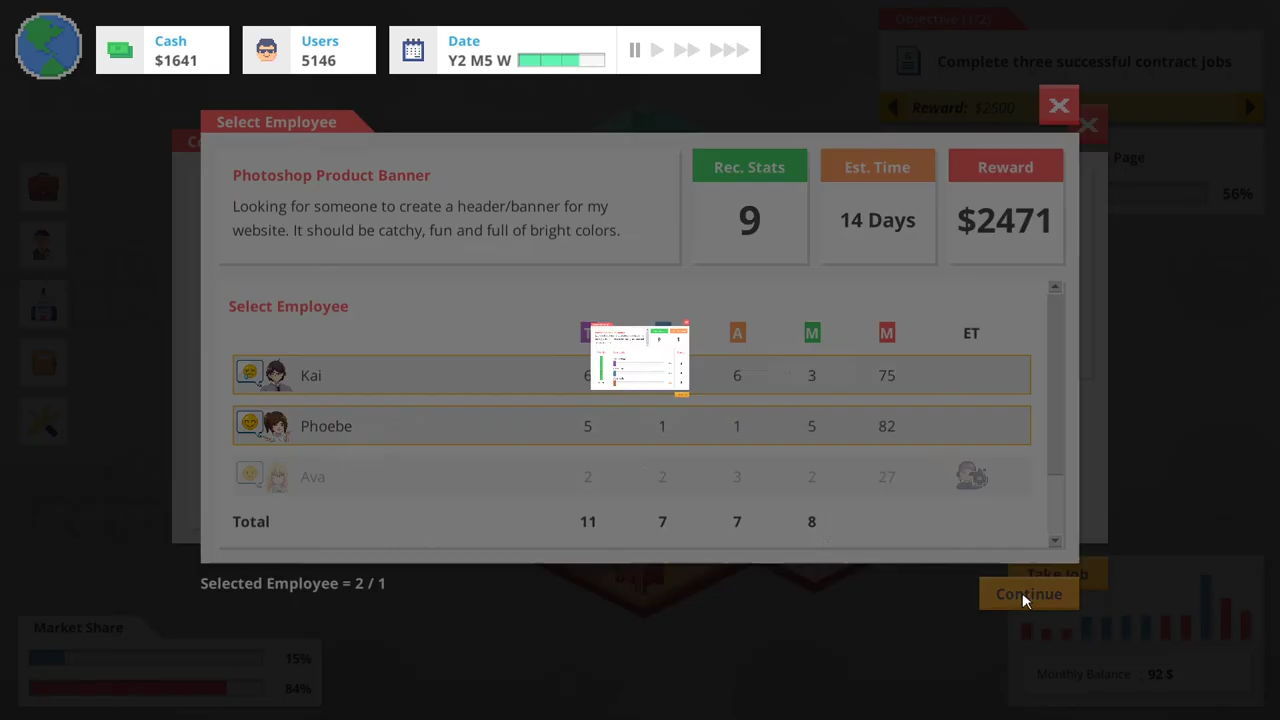 Cash
$1641
Users
5146
Date
Y2 M5 W
Objective (1/2)
Complete three successful contract jobs
Reward: $2500
Select Employee
Page
56%
Photoshop Product Banner
Looking for someone to create a header/banner for my
website. It should be catchy, fun and full of bright colors.
Rec. Stats
9
Est. Time
14 Days
Reward
$2471
Select Employee
A M M ET
Kai 6 3 75
Phoebe 5 1 1 5 82
Ava 2 2 3 2 27
Total 11 7 7 8
Selected Employee = 2 / 1
Take Job
Continue
Market Share
15%
84%
Monthly Balance : 92 $